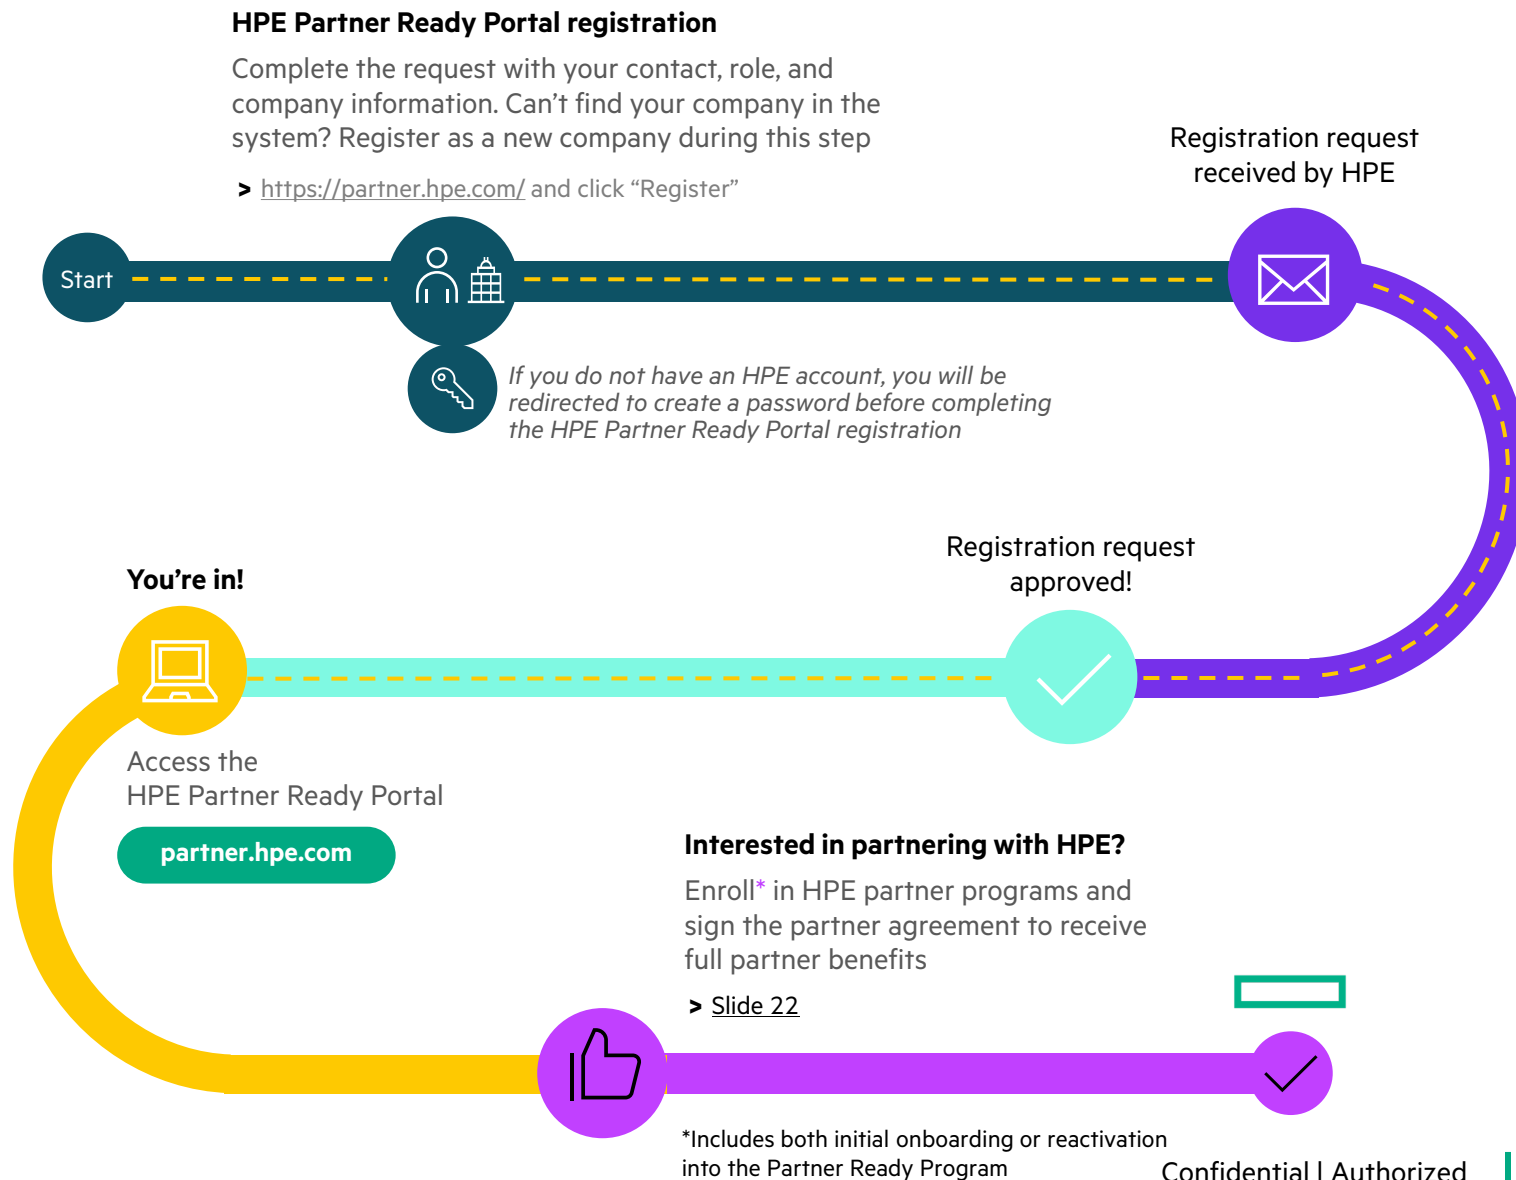 HPE Partner Ready Portal registration
Complete the request with your contact, role, and
company information. Can’t find your company in the
system? Register as a new company during this step
> https://partner.hpe.com/ and click “Register”
Registration request
received by HPE
Start
If you do not have an HPE account, you will be
redirected to create a password before completing
the HPE Partner Ready Portal registration
Registration request
approved!
You’re in!
Access the
HPE Partner Ready Portal
partner.hpe.com
Interested in partnering with HPE?
Enroll* in HPE partner programs and
sign the partner agreement to receive
full partner benefits
> Slide 22
*Includes both initial onboarding or reactivation
into the Partner Ready Program
Confidential | Authorized